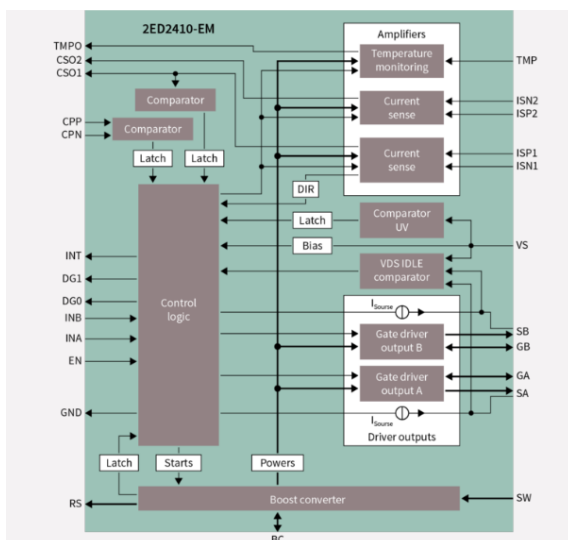 2ED2410-EM
Amplifiers
TMPO
CSO2
CSO1
Temperature
monitoring
TMP
Comparator
Current
sense
ISN2
ISP2
CPP
CPN
Comparator
Latch
Latch
Current
sense
ISP1
ISN1
DIR
Latch
Comparator
UV
Bias
VS
INT
DG1
DG0
INB
INA
EN
GND
Control
logic
VDS IDLE
comparator
ISourse
SB
Gate driver
output B
GB
Gate driver
output A
GA
SA
ISourse
Driver outputs
Latch
Starts
Powers
RS
Boost converter
SW